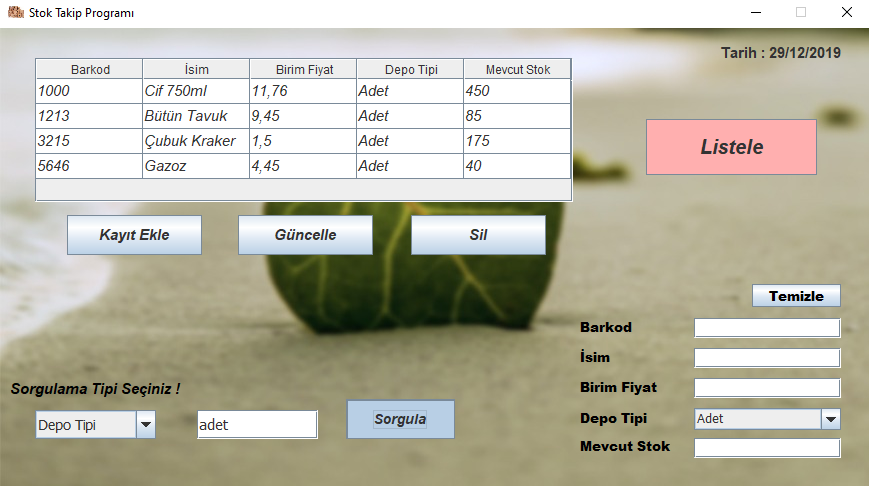 Stok Takip Programı
Tarih : 29/12/2019
Barkod İsim Birim Fiyat Depo Tipi Mevcut Stok
1000 Cif 750ml 11,76 Adet 450
1213 Bütün Tavuk 9,45 Adet 85
3215 Çubuk Kraker 1,5 Adet 175
5646 Gazoz 4,45 Adet 40
Listele
Kayıt Ekle Güncelle Sil
Temizle
Barkod
İsim
Birim Fiyat
Depo Tipi Adet
Mevcut Stok
Sorgulama Tipi Seçiniz !
Depo Tipi adet Sorgula